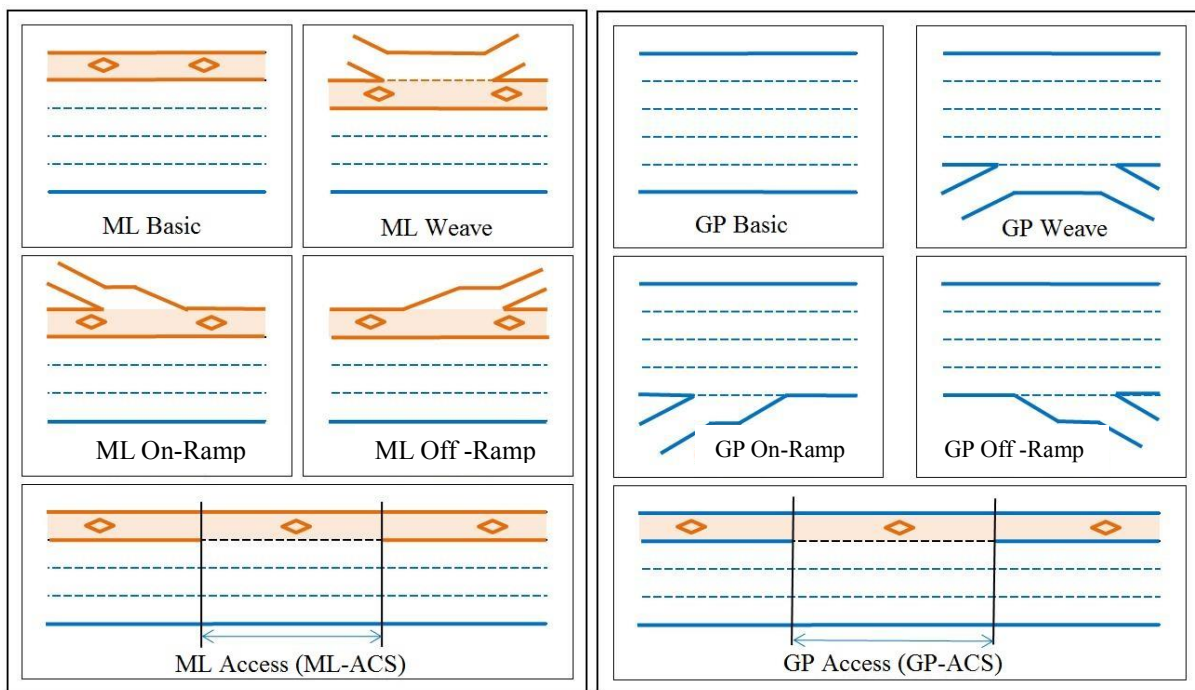 ML Basic
ML Weave
GP Basic
GP Weave
ML On-Ramp
ML Off -Ramp
GP On-Ramp
GP Off -Ramp
ML Access (ML-ACS)
GP Access (GP-ACS)